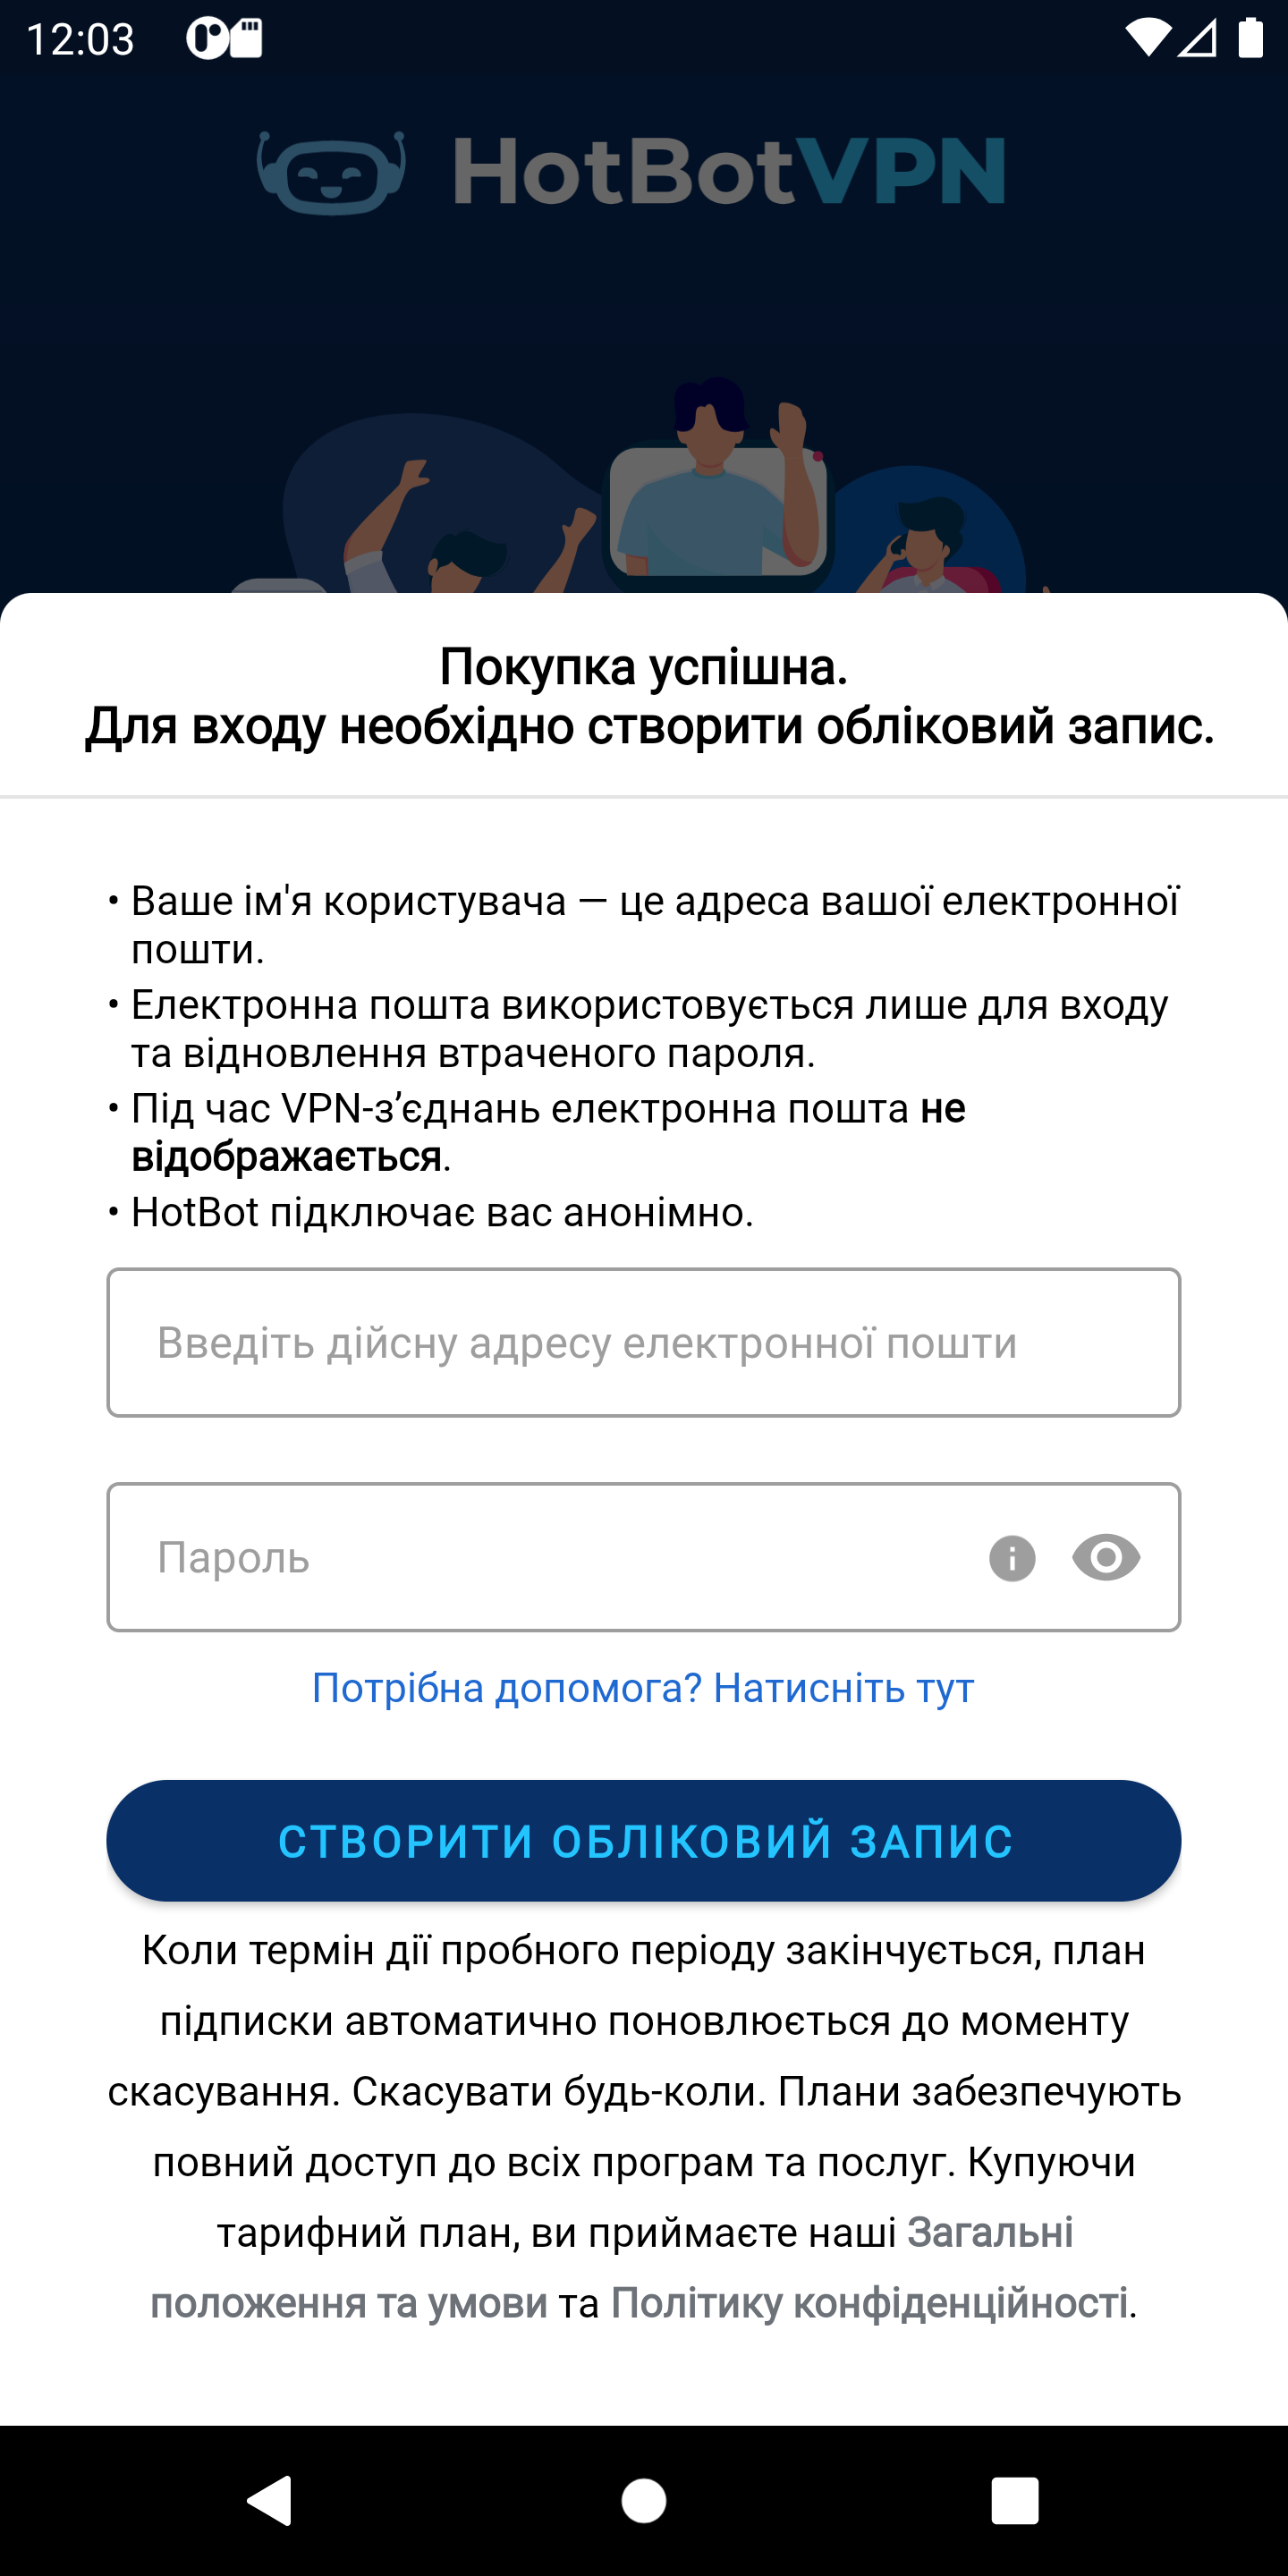 12:03
HotBotVPN
Покупка успішна.
Для входу необхідно створити обліковий запис.
• Ваше ім'я користувача — це адреса вашої електронної
пошти.
• Електронна пошта використовується лише для входу
та відновлення втраченого пароля.
• Під час VPN-з’єднань електронна пошта не
відображається.
• HotBot підключає вас анонімно.
Введіть дійсну адресу електронної пошти
Пароль
Потрібна допомога? Натисніть тут
СТВОРИТИ ОБЛІКОВИЙ ЗАПИС
Коли термін дії пробного періоду закінчується, план
підписки автоматично поновлюється до моменту
скасування. Скасувати будь-коли. Плани забезпечують
повний доступ до всіх програм та послуг. Купуючи
тарифний план, ви приймаєте наші Загальні
положення та умови та Політику конфіденційності.